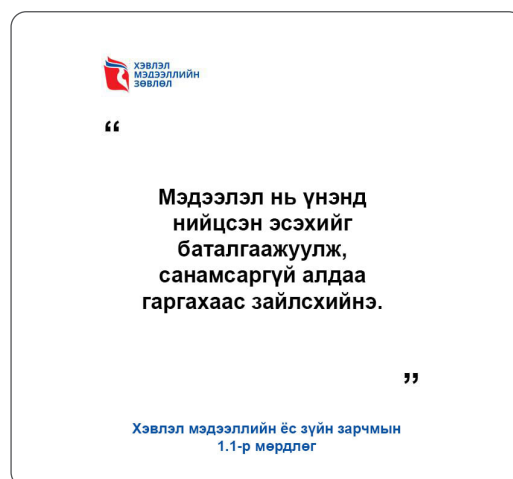 ХЭВЛЭЛ
МЭДЭЭЛЛИЙН
ЗӨВЛӨЛ
“
Мэдээлэл нь үнэнд
нийцсэн эсэхийг
баталгаажуулж,
санамсаргүй алдаа
гаргахаас зайлсхийнэ.
”
Хэвлэл мэдээллийн ёс зүйн зарчмын
1.1-р мөрдлөг